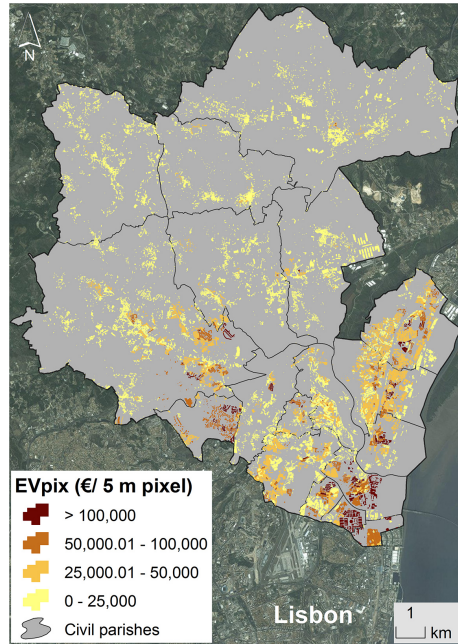 N
EVpix (€/ 5 m pixel)
> 100,000
50,000.01 - 100,000
25,000.01 - 50,000
0 - 25,000
Civil parishes
Lisbon
1
km